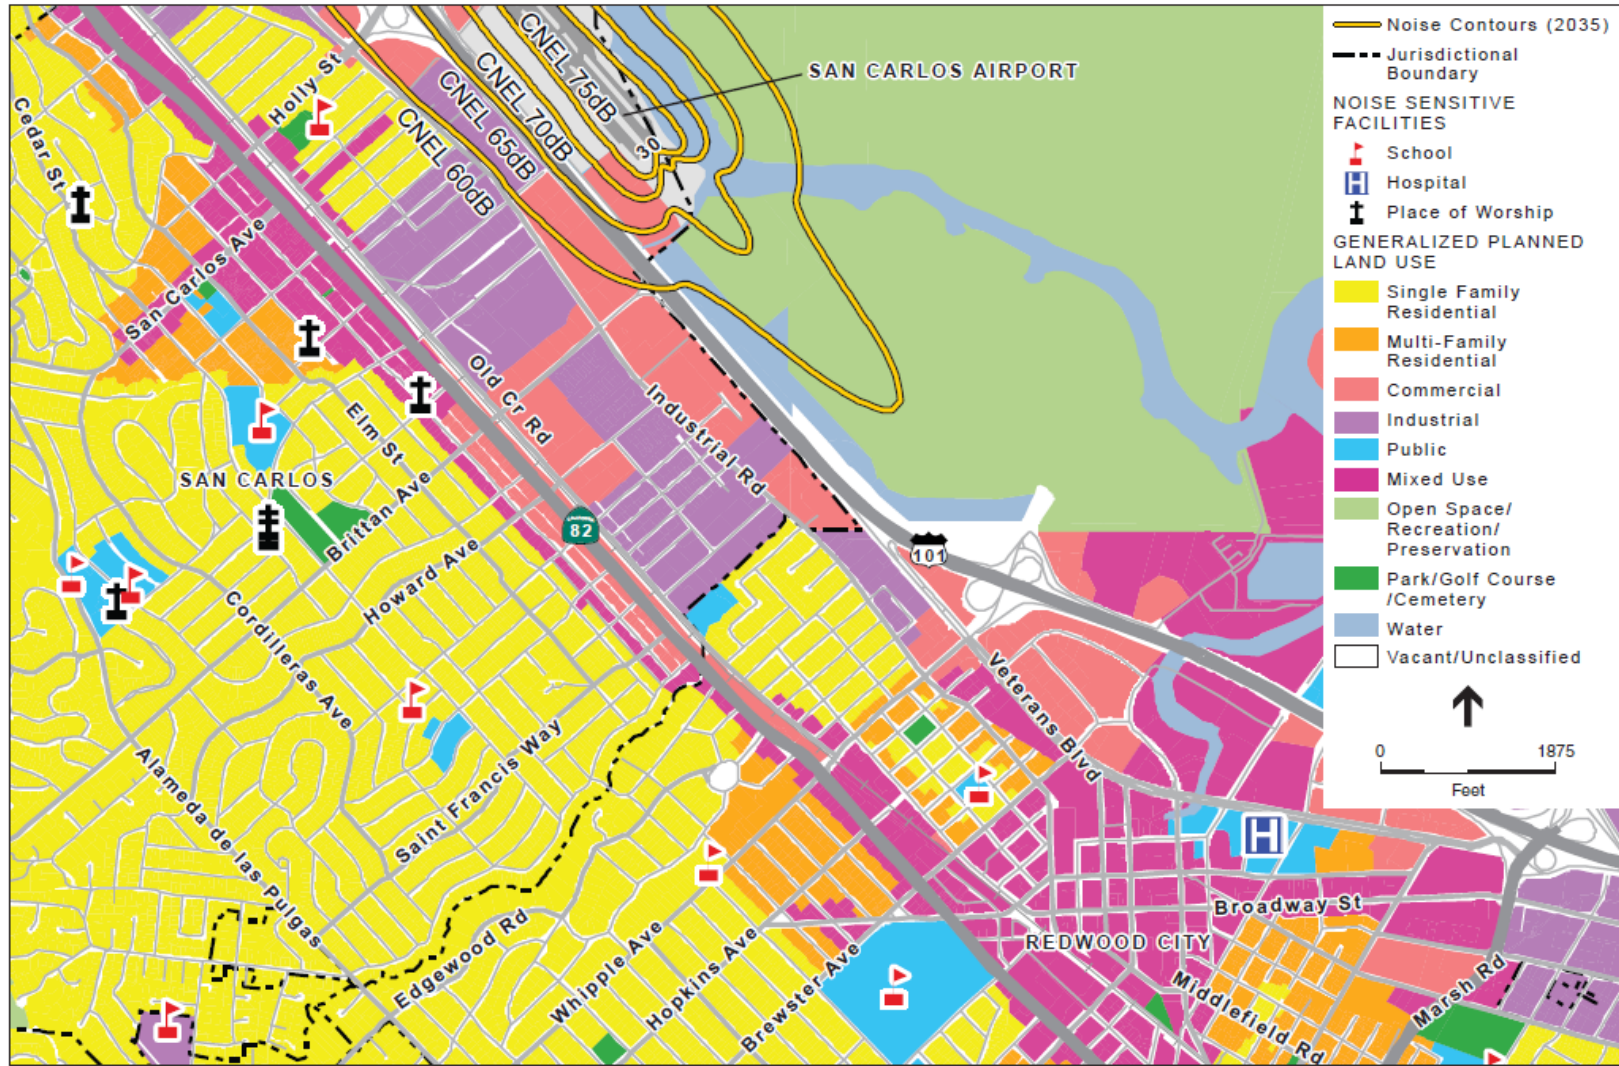 CNEL 75dB
CNEL 70dB
CNEL 65dB
CNEL 60dB
SAN CARLOS AIRPORT
30
Holly St
Cedar St
San Carlos Ave
Old Cr Rd
Industrial Rd
Elm St
SAN CARLOS
Brittan Ave
Howard Ave
CALIFORNIA
82
101
Cordilleras Ave
Veterans Blvd
Alameda de las Pulgas
Saint Francis Way
Edgewood Rd
Whipple Ave
Hopkins Ave
Brewster Ave
H
Broadway St
REDWOOD CITY
Middlefield Rd
Marsh Rd
Noise Contours (2035)
Jurisdictional
Boundary
NOISE SENSITIVE
FACILITIES
School
H Hospital
Place of Worship
GENERALIZED PLANNED
LAND USE
Single Family
Residential
Multi-Family
Residential
Commercial
Industrial
Public
Mixed Use
Open Space/
Recreation/
Preservation
Park/Golf Course
/Cemetery
Water
Vacant/Unclassified
0 1875
Feet